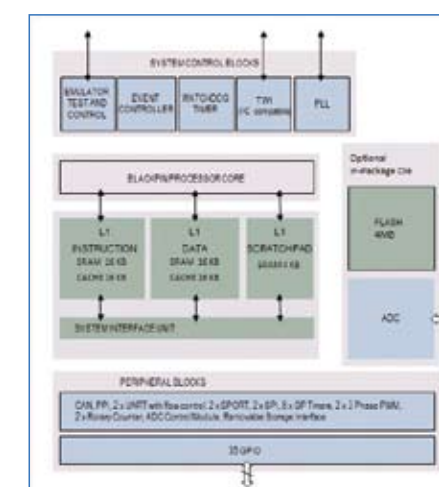 SYSTEM CONTROL BLOCKS
EMULATOR
TEST AND
CONTROL
EVENT
CONTROLLER
WATCHDOG
TIMER
TWI
(I²C compatible)
PLL
BLACKFIN PROCESSOR CORE
L1
INSTRUCTION
SRAM 16 KB
CACHE 16 KB
L1
DATA
SRAM 16 KB
CACHE 16 KB
L1
SCRATCHPAD
SRAM 4 KB
SYSTEM INTERFACE UNIT
Optional
In-Package Die
FLASH
4MB
ADC
PERIPHERAL BLOCKS
CAN, PPI, 2 x UART with flow control, 2 x SPORT, 2 x SPI, 8 x GP Timers, 2 x 3 Phase PWM,
2 x Rotary Counter, ADC Control Module, Removable Storage Interface
35 GPIO